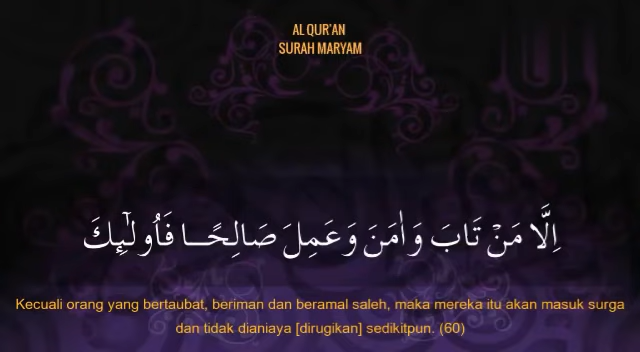 AL QUR'AN
SURAH MARYAM
اِلَّا مَنْ تَابَ وَاٰمَنَ وَعَمِلَ صَالِحًـــا فَاُولٰۤىِٕكَ
Kecuali orang yang bertaubat, beriman dan beramal saleh, maka mereka itu akan masuk surga
dan tidak dianiaya [dirugikan] sedikitpun. (60)